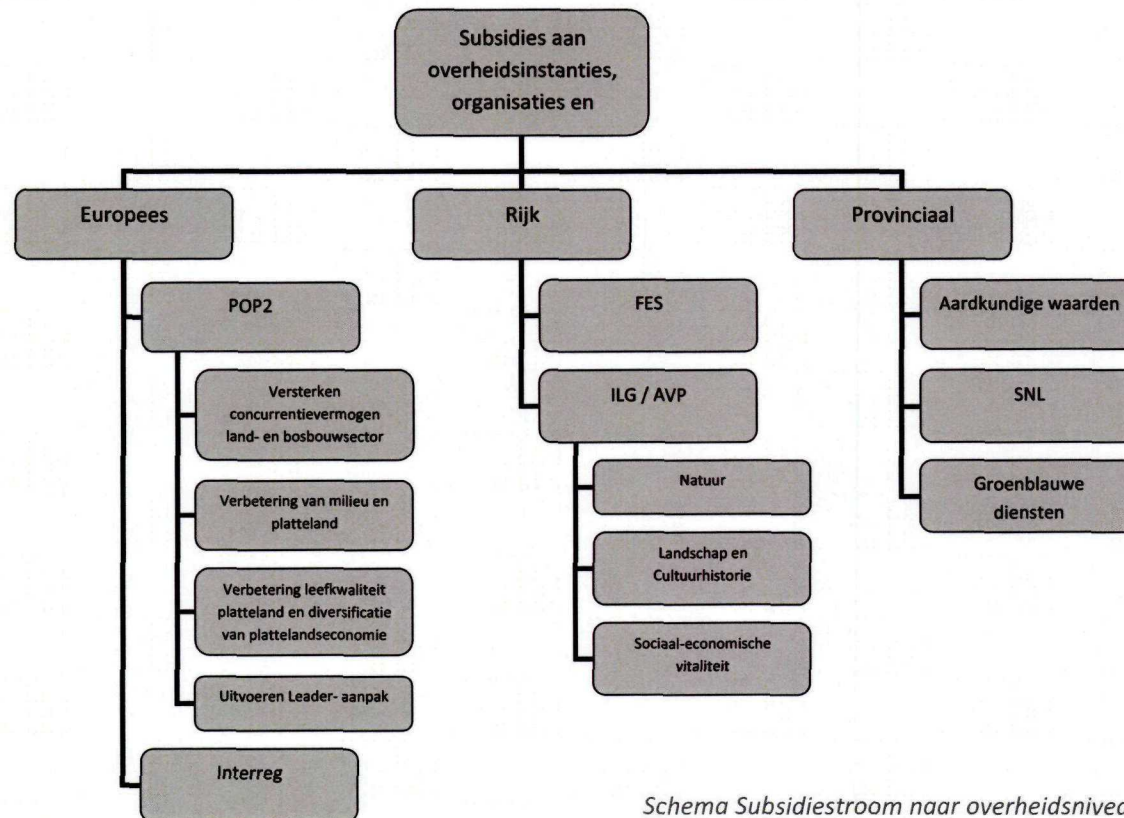 Subsidies aan
overheidsinstanties,
organisaties en
Europees
Rijk
Provinciaal
POP2
Versterken
concurrentievermogen
land- en bosbouwsector
Verbetering van milieu en
platteland
Verbetering leefkwaliteit
platteland en diversificatie
van plattelandseconomie
Uitvoeren Leader- aanpak
Interreg
FES
ILG / AVP
Natuur
Landschap en
Cultuurhistorie
Sociaal-economische
vitaliteit
Aardkundige waarden
SNL
Groenblauwe
diensten
Schema Subsidiestroom naar overheidsnivea